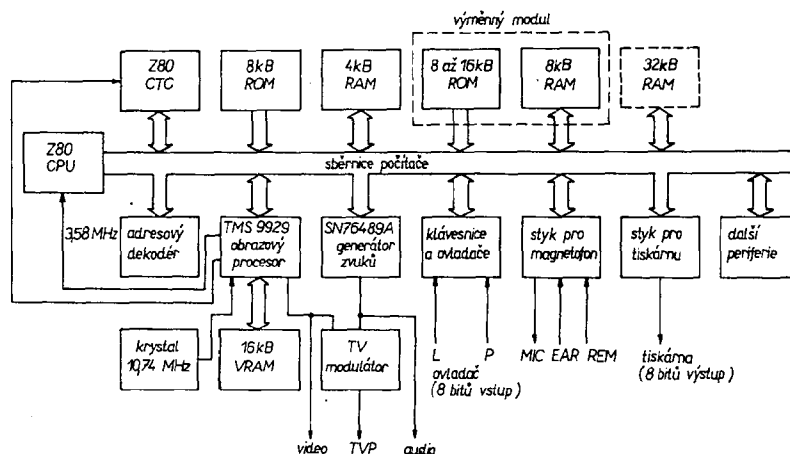 výměnný modul
Z80
CTC
8kB
ROM
4kB
RAM
8 až 16kB
ROM
8kB
RAM
32kB
RAM
Z80
CPU
sběrnice počítače
3,58 MHz
adresový
dekodér
TMS 9929
obrazový
procesor
SN76489A
generátor
zvuků
klávesnice
a ovladače
styk pro
magnetofon
styk pro
tiskárnu
další
periferie
krystal
10,74 MHz
16kB
VRAM
TV
modulátor
L P
ovladač
(8 bitů vstup)
MIC EAR REM
tiskárna
(8 bitů výstup)
video TVP audio